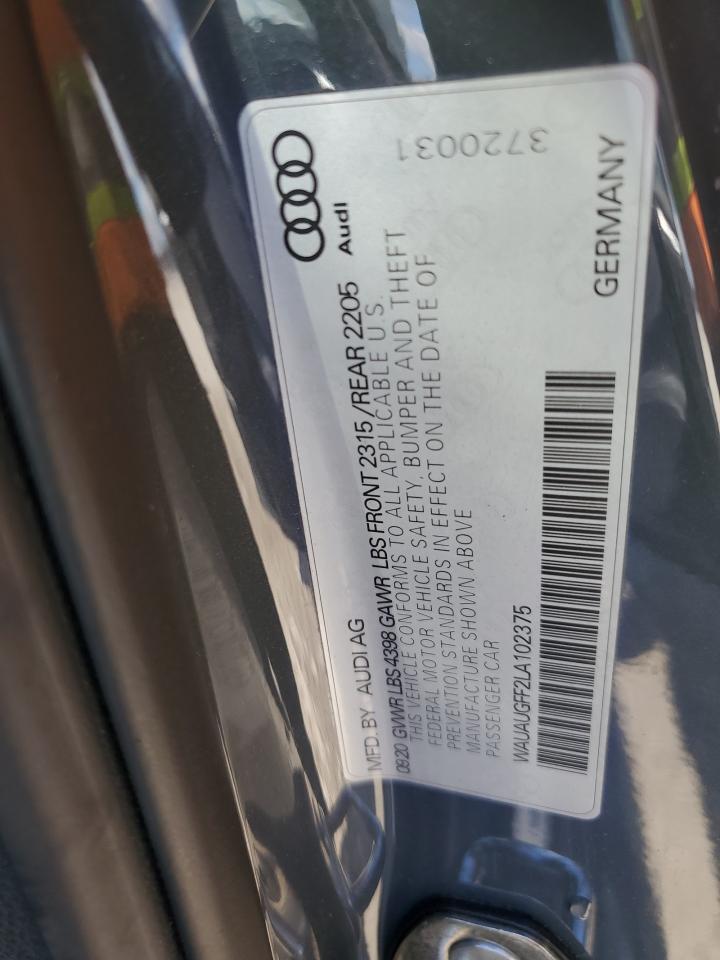 Audi
MFD. BY AUDI AG
0920 GVWR LBS 4398 GAWR LBS FRONT 2315 / REAR 2205
THIS VEHICLE CONFORMS TO ALL APPLICABLE U.S.
FEDERAL MOTOR VEHICLE SAFETY, BUMPER AND THEFT
PREVENTION STANDARDS IN EFFECT ON THE DATE OF
MANUFACTURE SHOWN ABOVE
PASSENGER CAR
WAUAUGFF2LA102375
GERMANY
3720031